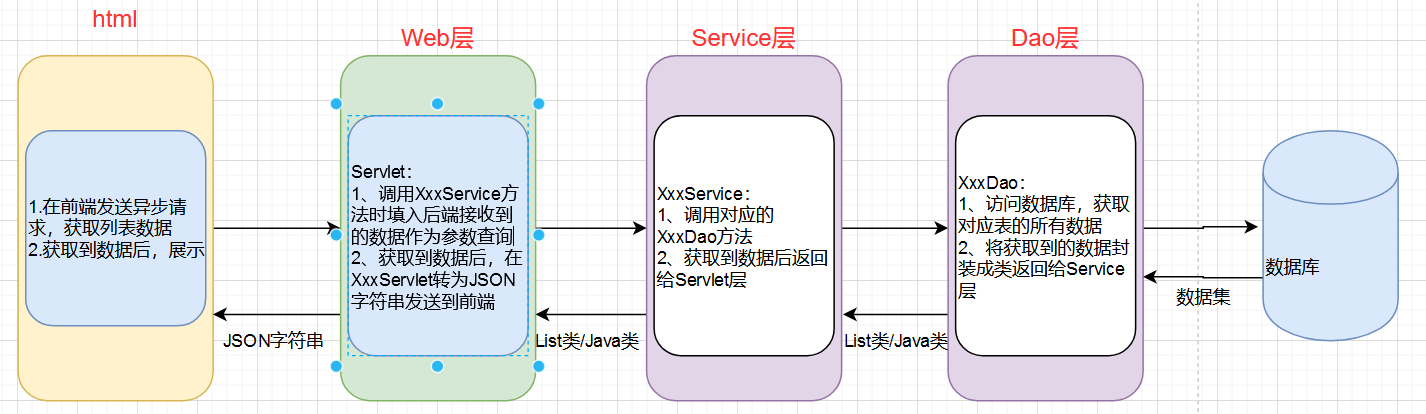 html
Web层
Service层
Dao层
1.在前端发送异步请
求，获取列表数据
2.获取到数据后，展示
Servlet：
1、调用XxxService方
法时填入后端接收到
的数据作为参数查询
2、获取到数据后，在
XxxServlet转为JSON
字符串发送到前端
XxxService：
1、调用对应的
XxxDao方法
2、获取到数据后返回
给Servlet层
XxxDao：
1、访问数据库，获取
对应表的所有数据
2、将获取到的数据封
装成类返回给Service
层
数据库
数据集
JSON字符串
List类/Java类
List类/Java类